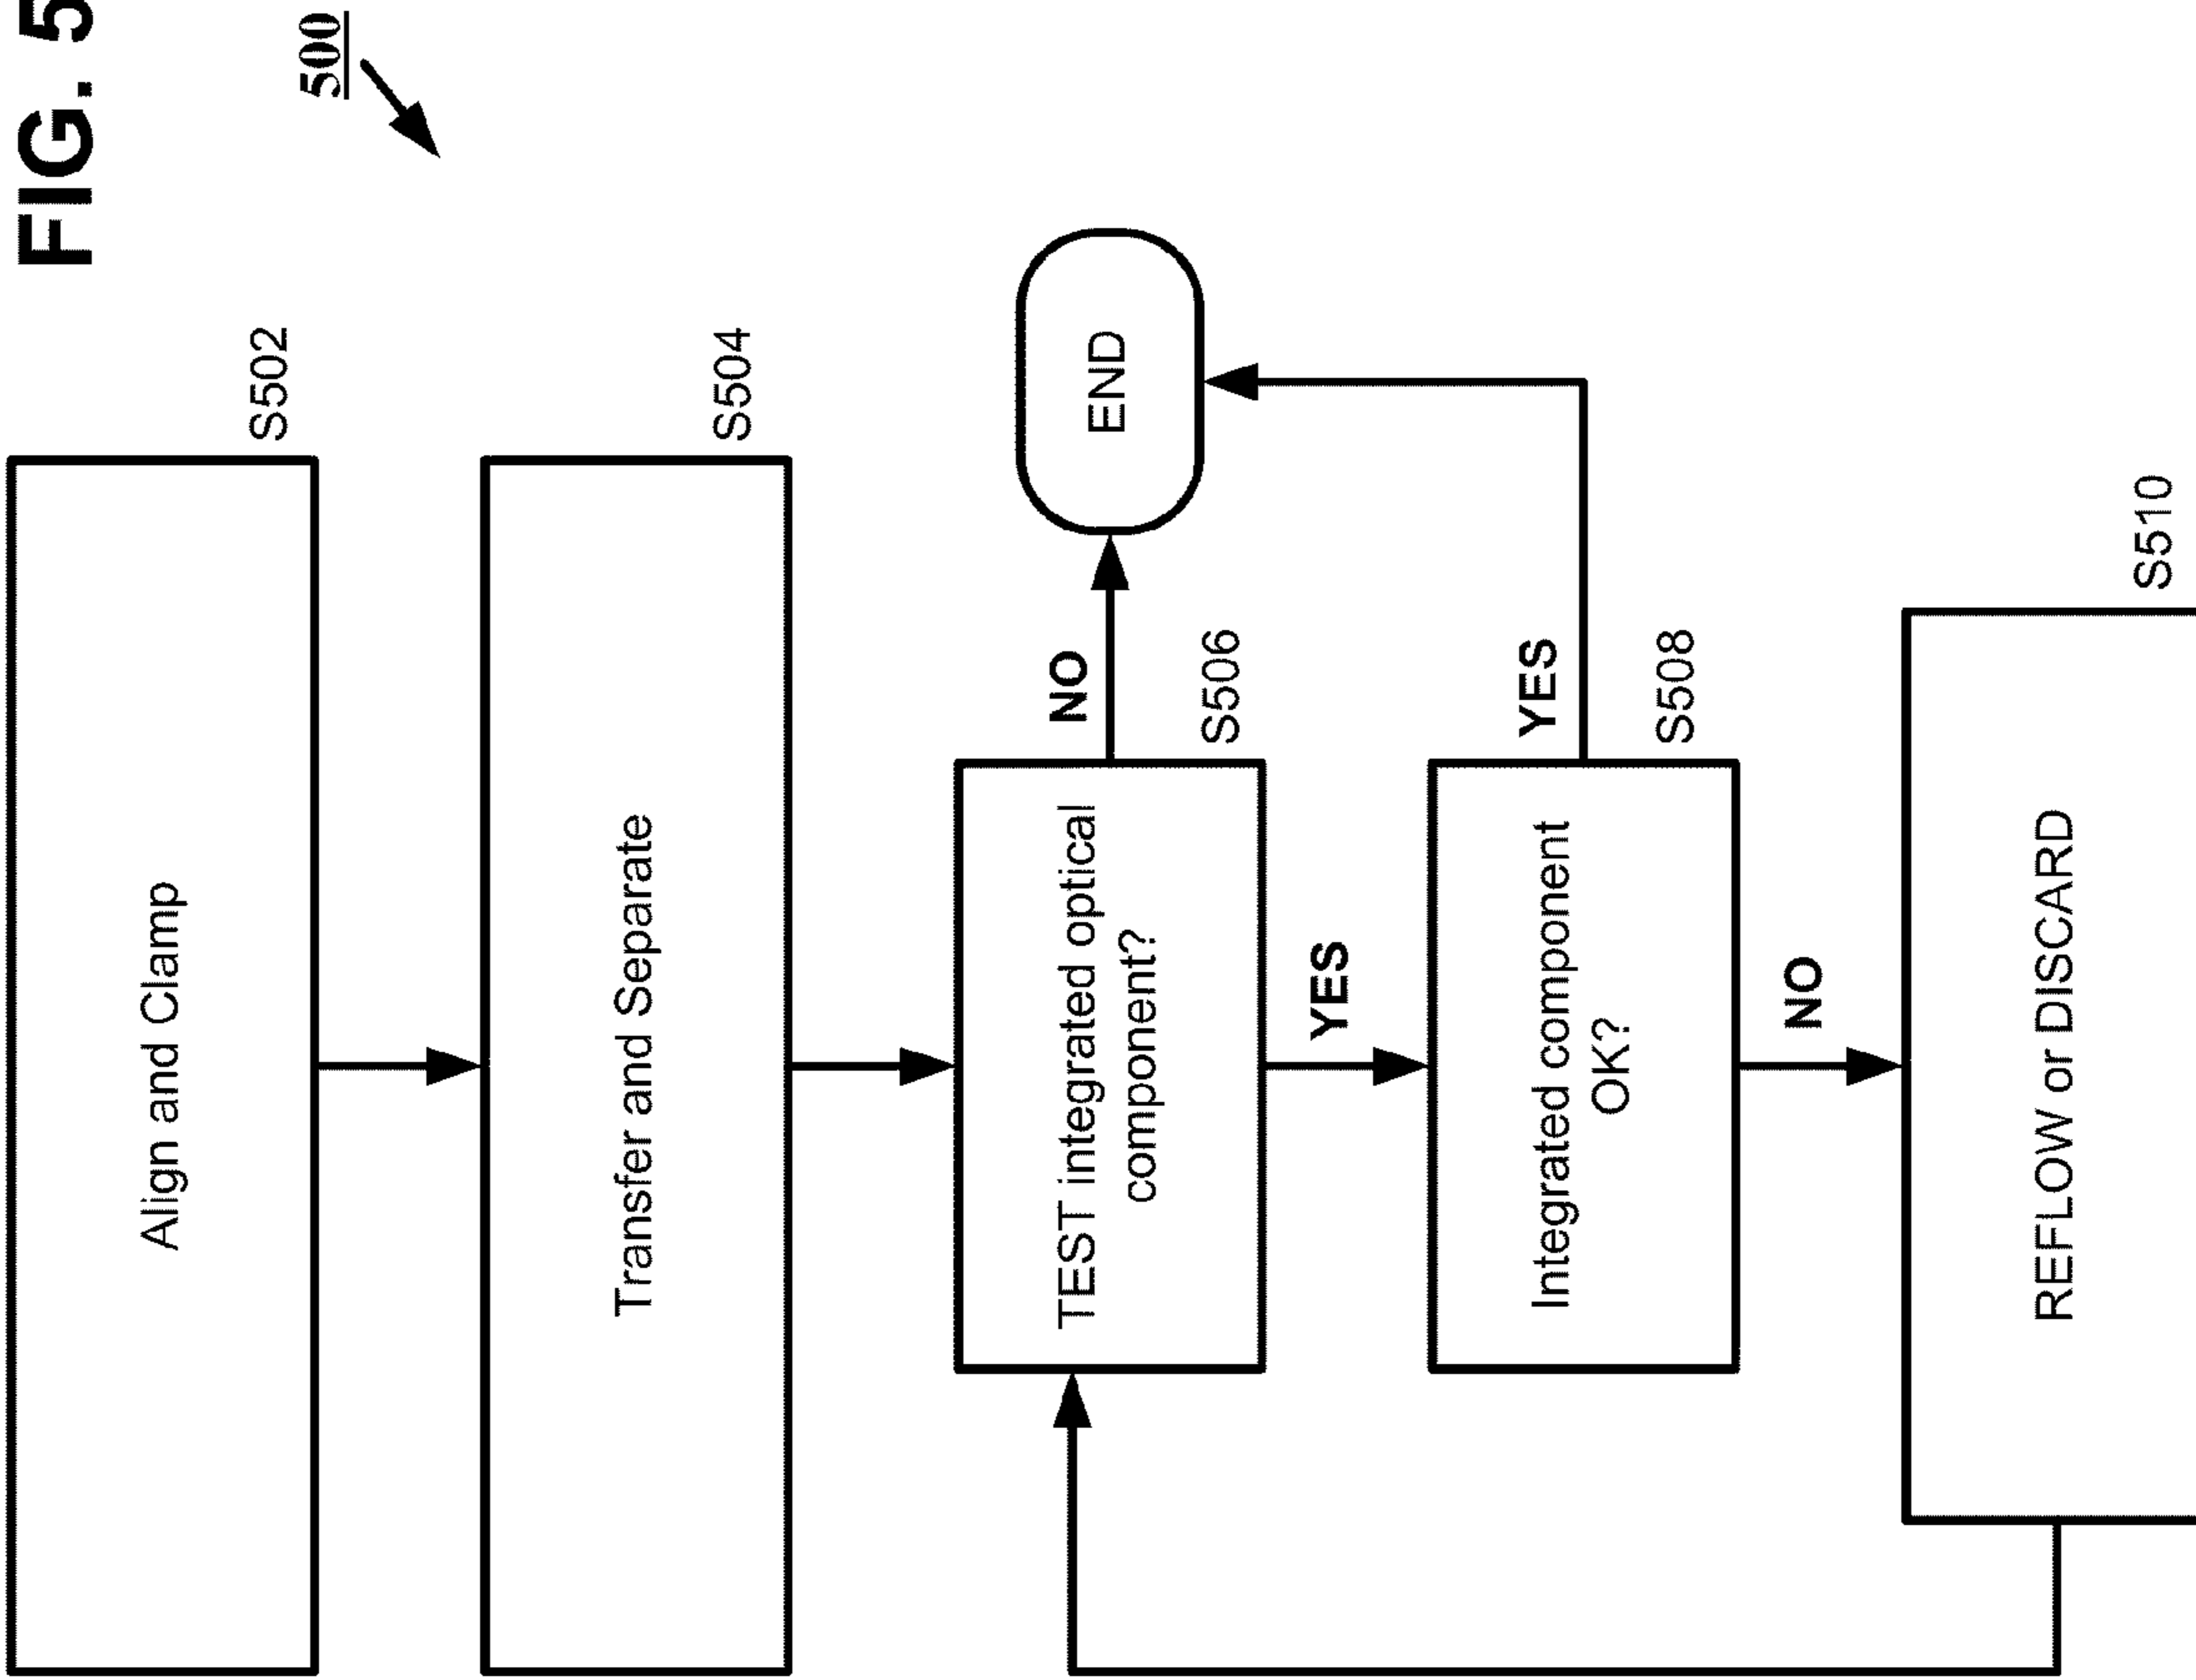 FIG. 5
500
Align and Clamp
S502
Transfer and Separate
S504
TEST integrated optical
component?
S506
NO
END
YES
Integrated component
OK?
S508
YES
NO
REFLOW or DISCARD
S510